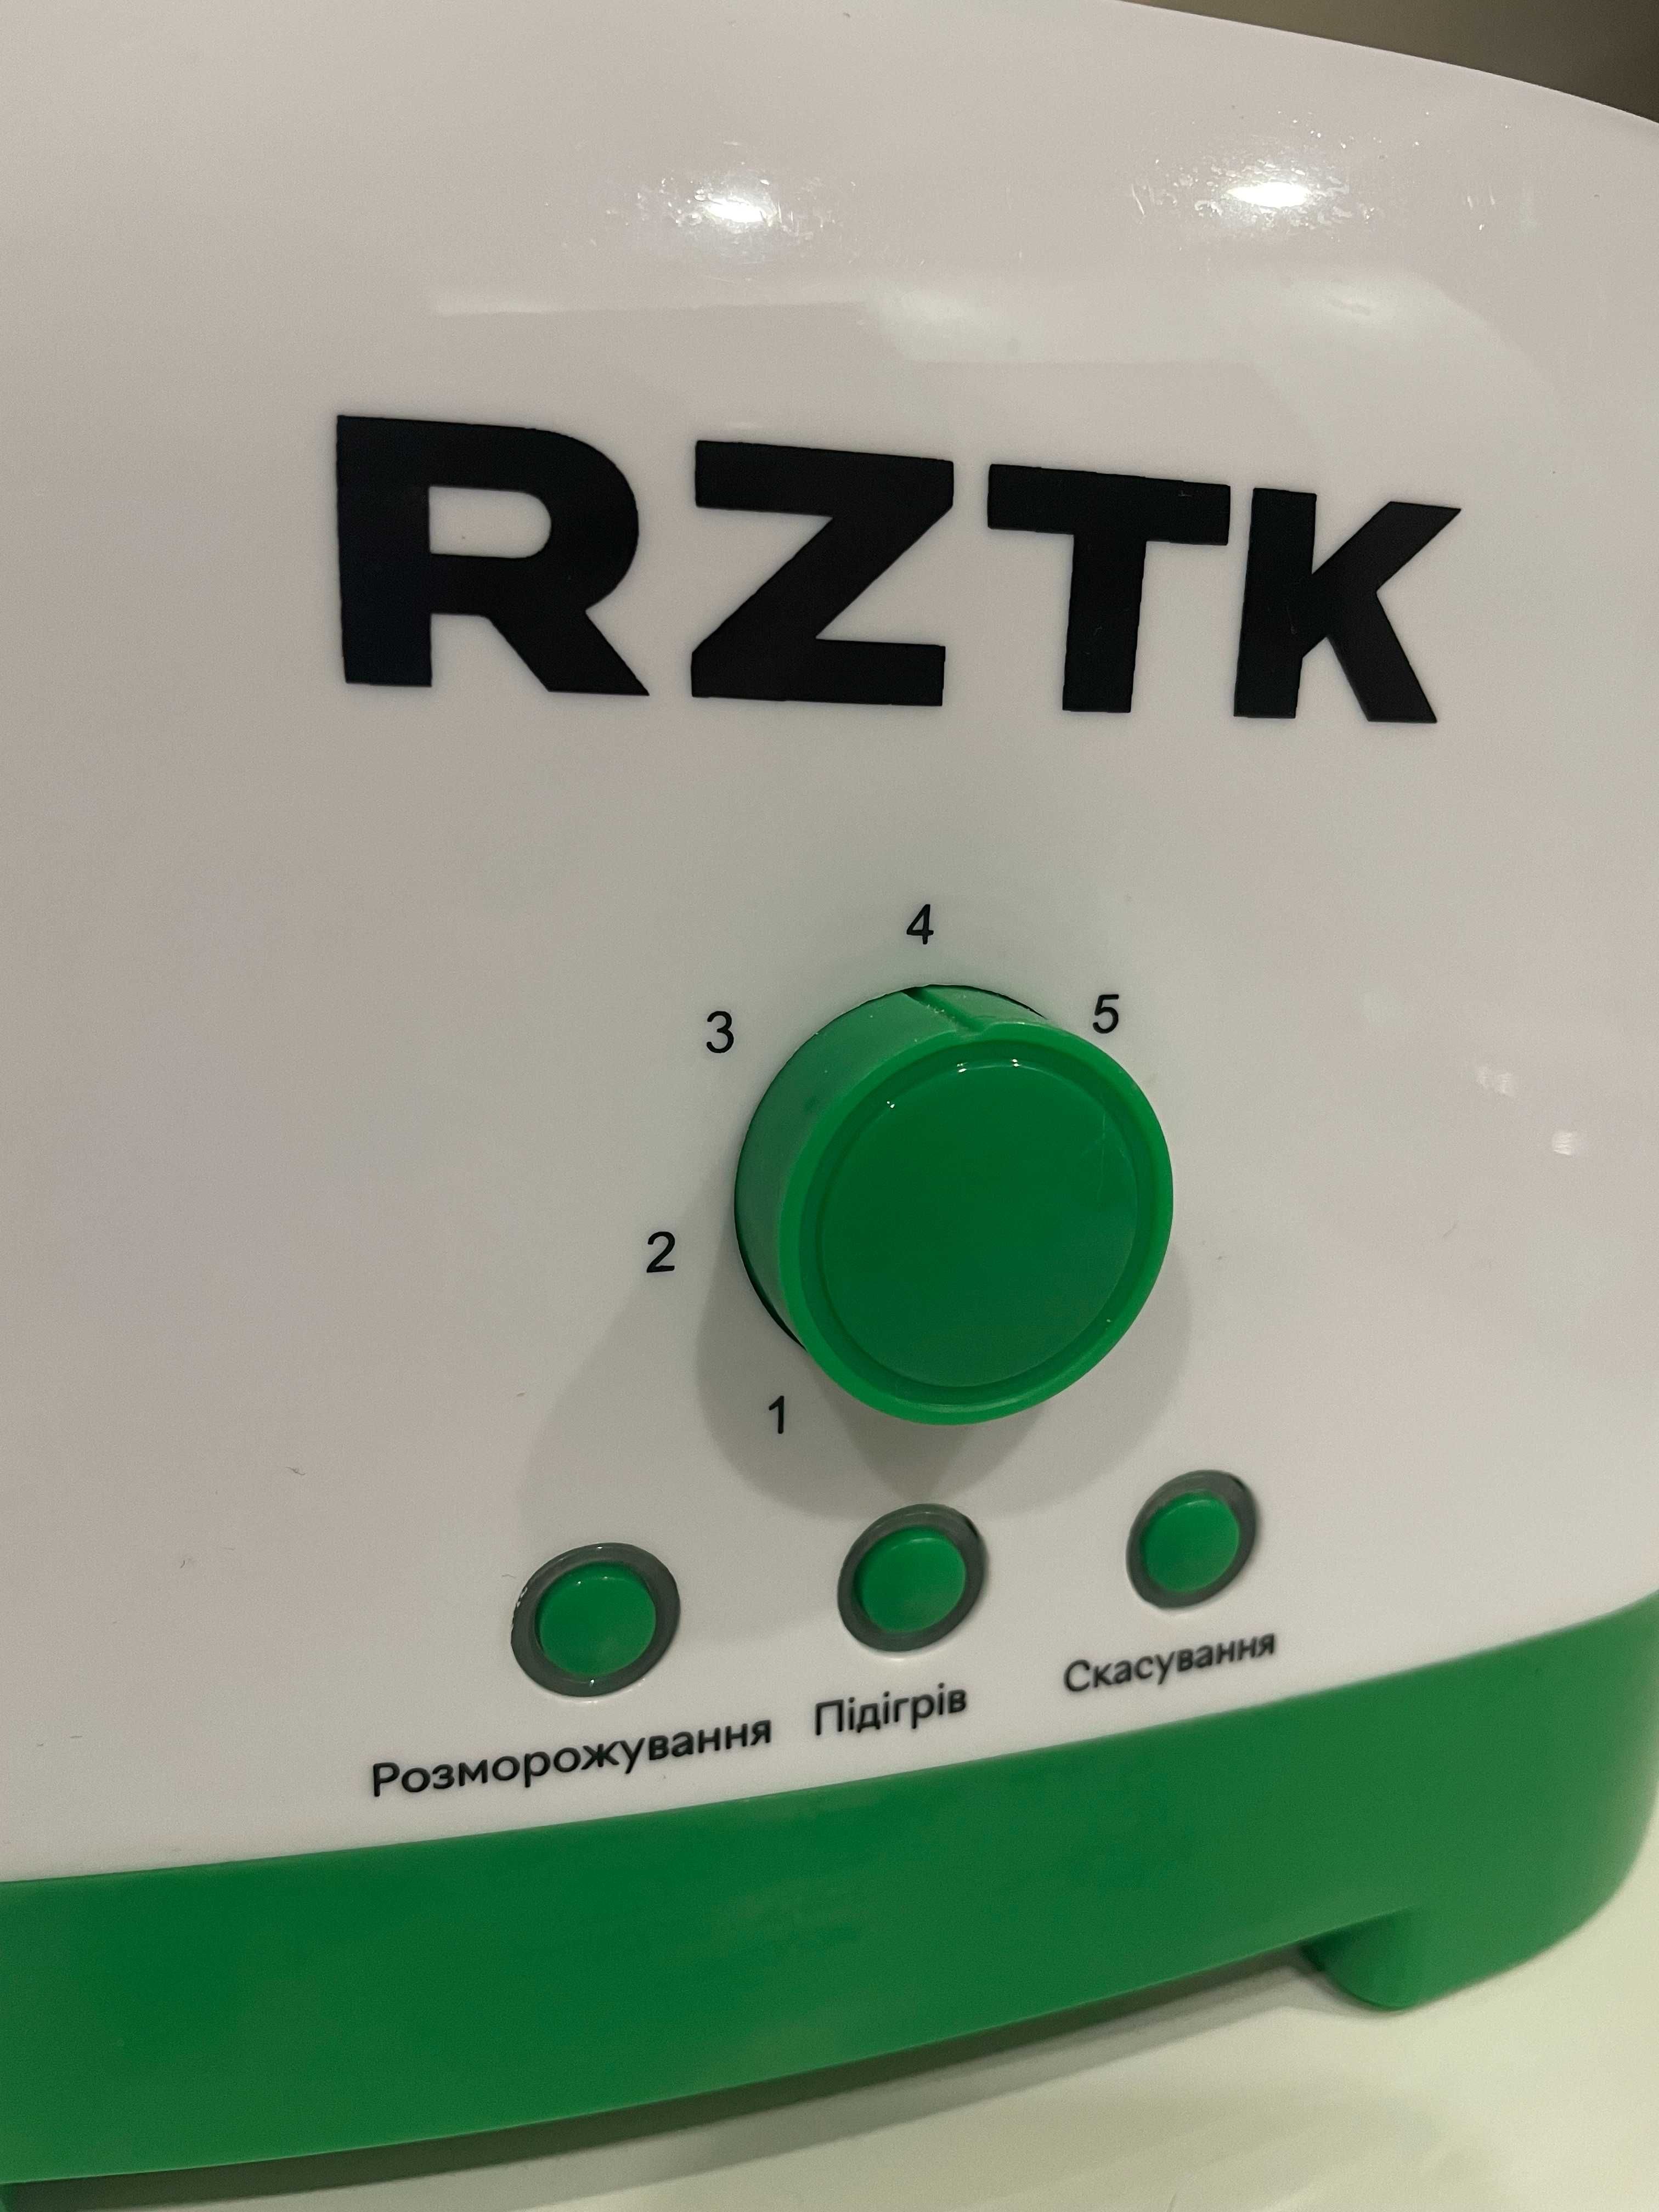 RZTK
4
3
5
2
1
Розморожування
Підігрів
Скасування